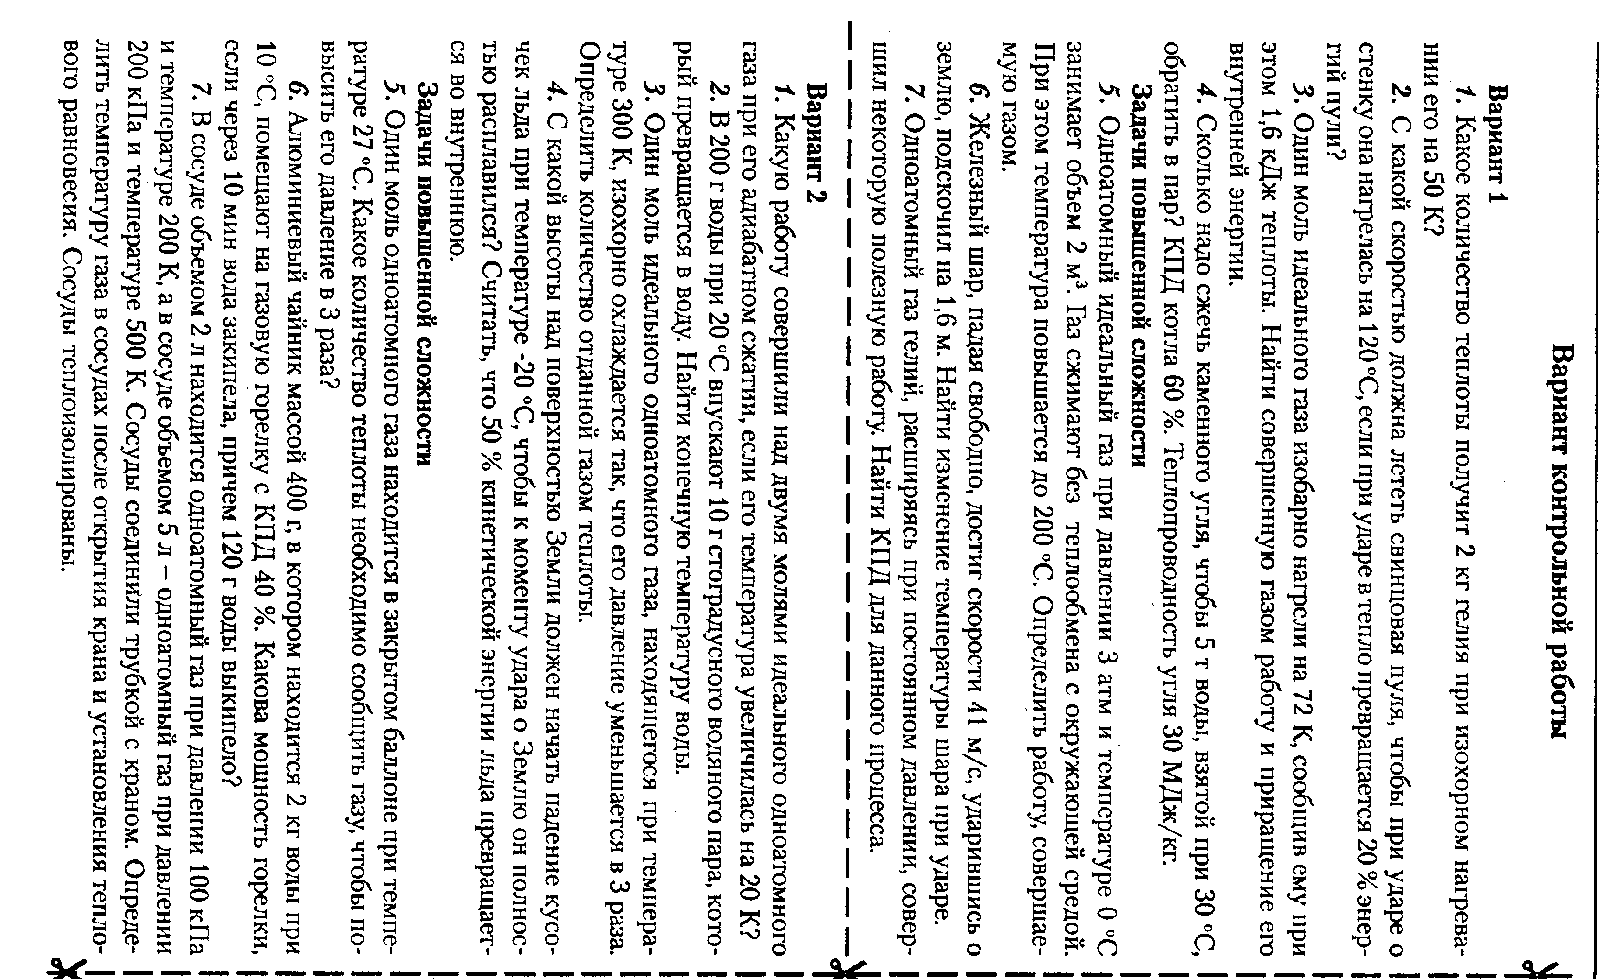 Вариант контрольной работы
Вариант 1
1. Какое количество теплоты получит 2 кг гелия при изохорном нагрева-
нии его на 50 К?
2. С какой скоростью должна лететь свинцовая пуля, чтобы при ударе о
стенку она нагрелась на 120 °С, если при ударе в тепло превращается 20 % энер-
гий пули?
3. Один моль идеального газа изобарно нагрели на 72 К, сообщив ему при
этом 1,6 кДж теплоты. Найти совершенную газом работу и приращение его
внутренней энергии.
4. Сколько надо сжечь каменного угля, чтобы 5 т воды, взятой при 30 °С,
обратить в пар? КПД котла 60 %. Теплопроводность угля 30 МДж/кг.
Задачи повышенной сложности
5. Одноатомный идеальный газ при давлении 3 атм и температуре 0 °С
занимает объем 2 м³. Газ сжимают без теплообмена с окружающей средой.
При этом температура повышается до 200 °С. Определить работу, совершае-
мую газом.
6. Железный шар, падая свободно, достиг скорости 41 м/с, ударившись о
землю, подскочил на 1,6 м. Найти изменение температуры шара при ударе.
7. Одноатомный газ гелий, расширяясь при постоянном давлении, совер-
шил некоторую полезную работу. Найти КПД для данного процесса.
Вариант 2
1. Какую работу совершили над двумя молями идеального одноатомного
газа при его адиабатном сжатии, если его температура увеличилась на 20 К?
2. В 200 г воды при 20 °С впускают 10 г стоградусного водяного пара, кото-
рый превращается в воду. Найти конечную температуру воды.
3. Один моль идеального одноатомного газа, находящегося при темпера-
туре 300 К, изохорно охлаждается так, что его давление уменьшается в 3 раза.
Определить количество отданной газом теплоты.
4. С какой высоты над поверхностью Земли должен начать падение кусо-
чек льда при температуре -20 °С, чтобы к моменту удара о Землю он полнос-
тью расплавился? Считать, что 50 % кинетической энергии льда превращает-
ся во внутреннюю.
Задачи повышенной сложности
5. Один моль одноатомного газа находится в закрытом баллоне при темпе-
ратуре 27 °С. Какое количество теплоты необходимо сообщить газу, чтобы по-
высить его давление в 3 раза?
6. Алюминиевый чайник массой 400 г, в котором находится 2 кг воды при
10 °С, помещают на газовую горелку с КПД 40 %. Какова мощность горелки,
если через 10 мин вода закипела, причем 120 г воды выкипело?
7. В сосуде объемом 2 л находится одноатомный газ при давлении 100 кПа
и температуре 200 К, а в сосуде объемом 5 л – одноатомный газ при давлении
200 кПа и температуре 500 К. Сосуды соединили трубкой с краном. Опреде-
лить температуру газа в сосудах после открытия крана и установления тепло-
вого равновесия. Сосуды теплоизолированы.